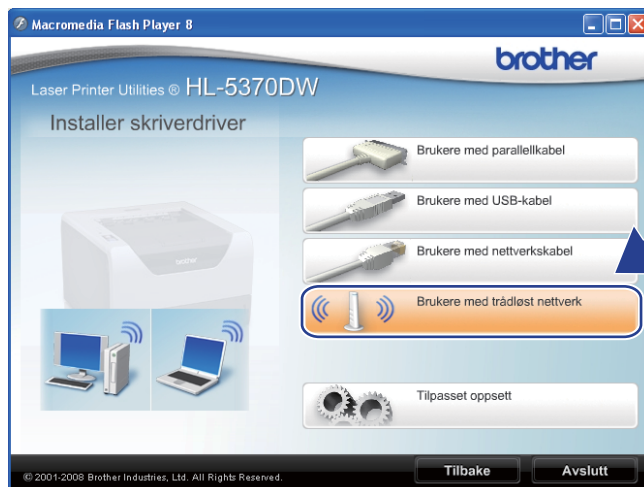 Macromedia Flash Player 8
brother
Laser Printer Utilities ® HL-5370DW
Installer skriverdriver
Brukere med parallellkabel
Brukere med USB-kabel
Brukere med nettverkskabel
Brukere med trådløst nettverk
Tilpasset oppsett
© 2001-2008 Brother Industries, Ltd. All Rights Reserved.
Tilbake
Avslutt